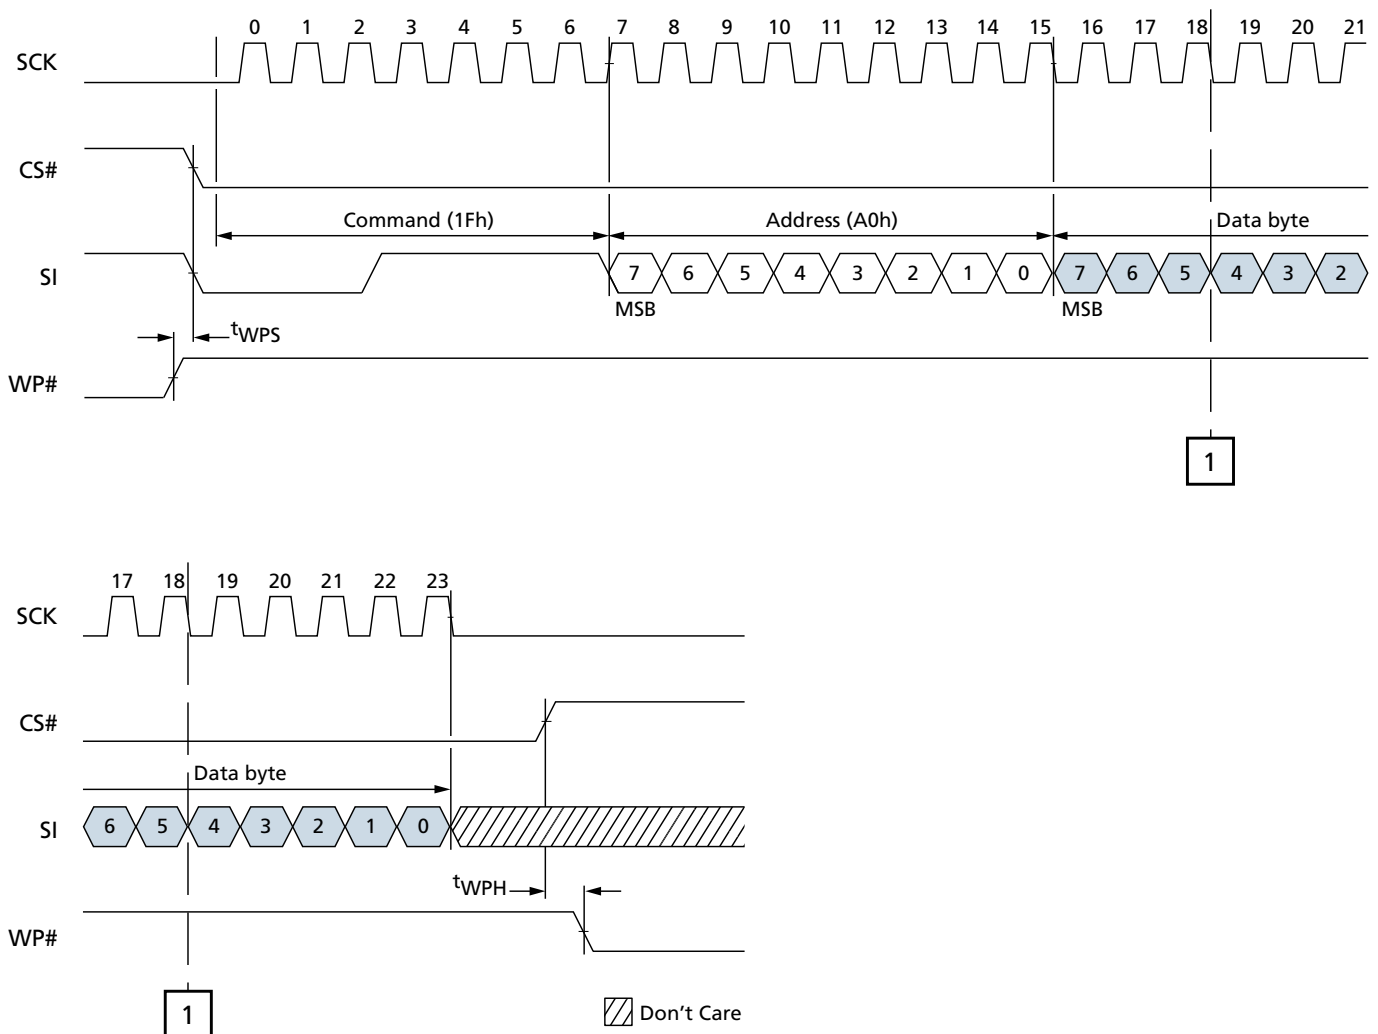 0 1 2 3 4 5 6 7 8 9 10 11 12 13 14 15 16 17 18 19 20 21
SCK
CS#
Command (1Fh) Address (A0h) Data byte
SI 7 6 5 4 3 2 1 0 7 6 5 4 3 2
MSB MSB
tWPS
WP#
1
17 18 19 20 21 22 23
SCK
CS#
Data byte
SI 6 5 4 3 2 1 0
tWPH
WP#
1
Don't Care